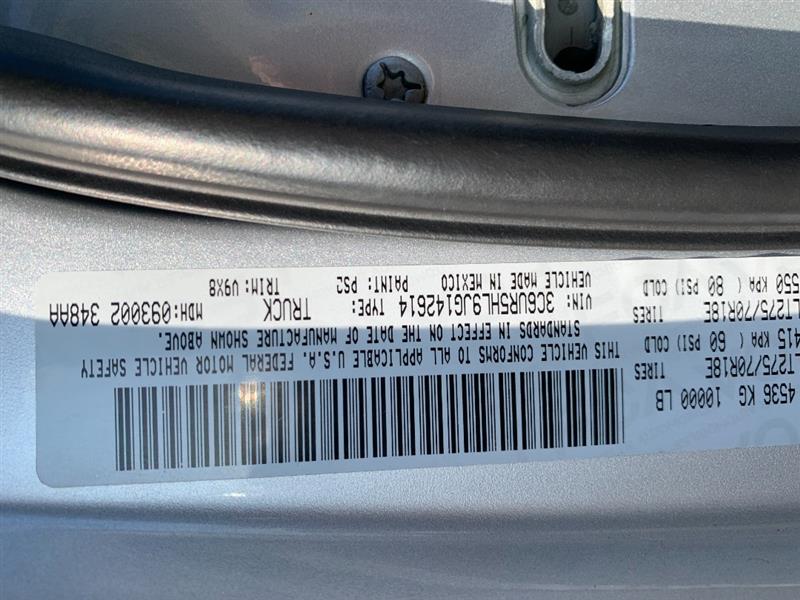 4536 KG 10000 LB
TIRES
LT275/70R18E
415 KPA ( 60 PSI) COLD
TIRES
LT275/70R18E
550 KPA ( 80 PSI) COLD
THIS VEHICLE CONFORMS TO ALL APPLICABLE U.S.A. FEDERAL MOTOR VEHICLE SAFETY
STANDARDS IN EFFECT ON THE DATE OF MANUFACTURE SHOWN ABOVE.
VIN: 3C6UR5HL9JG142614 TYPE: TRUCK MDH:093002 348AA
VEHICLE MADE IN MEXICO PAINT: PS2 TRIM: V9X8